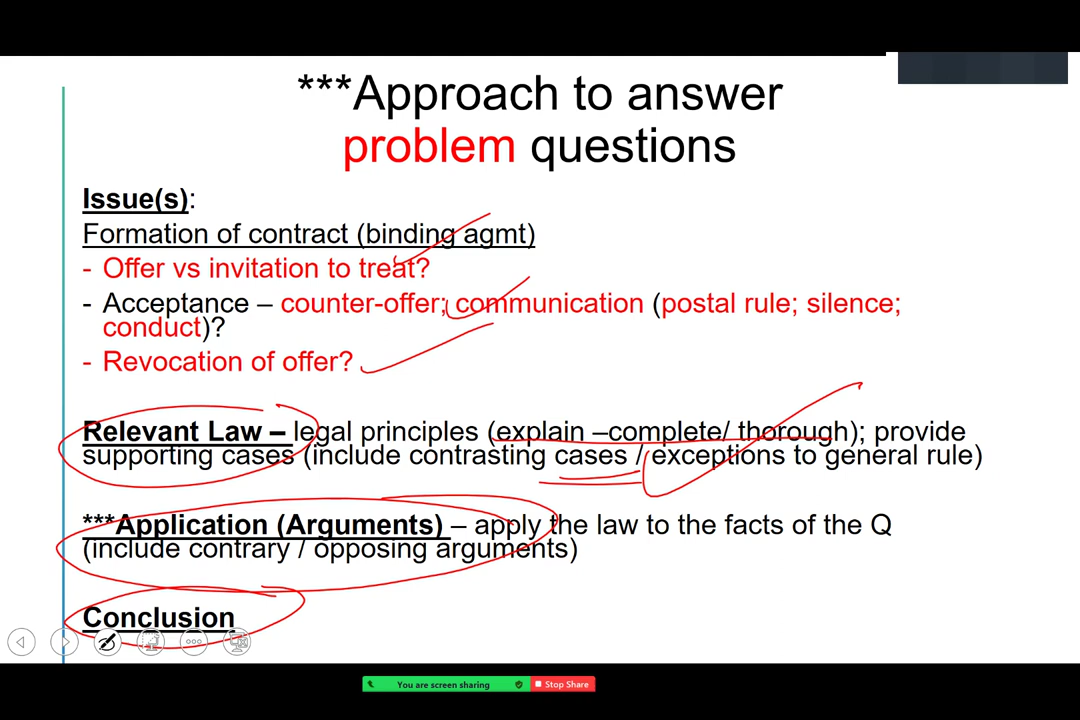 ***Approach to answer
problem questions
Issue(s):
Formation of contract (binding agmt)
- Offer vs invitation to treat?
- Acceptance – counter-offer; communication (postal rule; silence;
conduct)?
- Revocation of offer?
Relevant Law – legal principles (explain –complete/ thorough); provide
supporting cases (include contrasting cases / exceptions to general rule)
***Application (Arguments) – apply the law to the facts of the Q
(include contrary / opposing arguments)
Conclusion
You are screen sharing
Stop Share